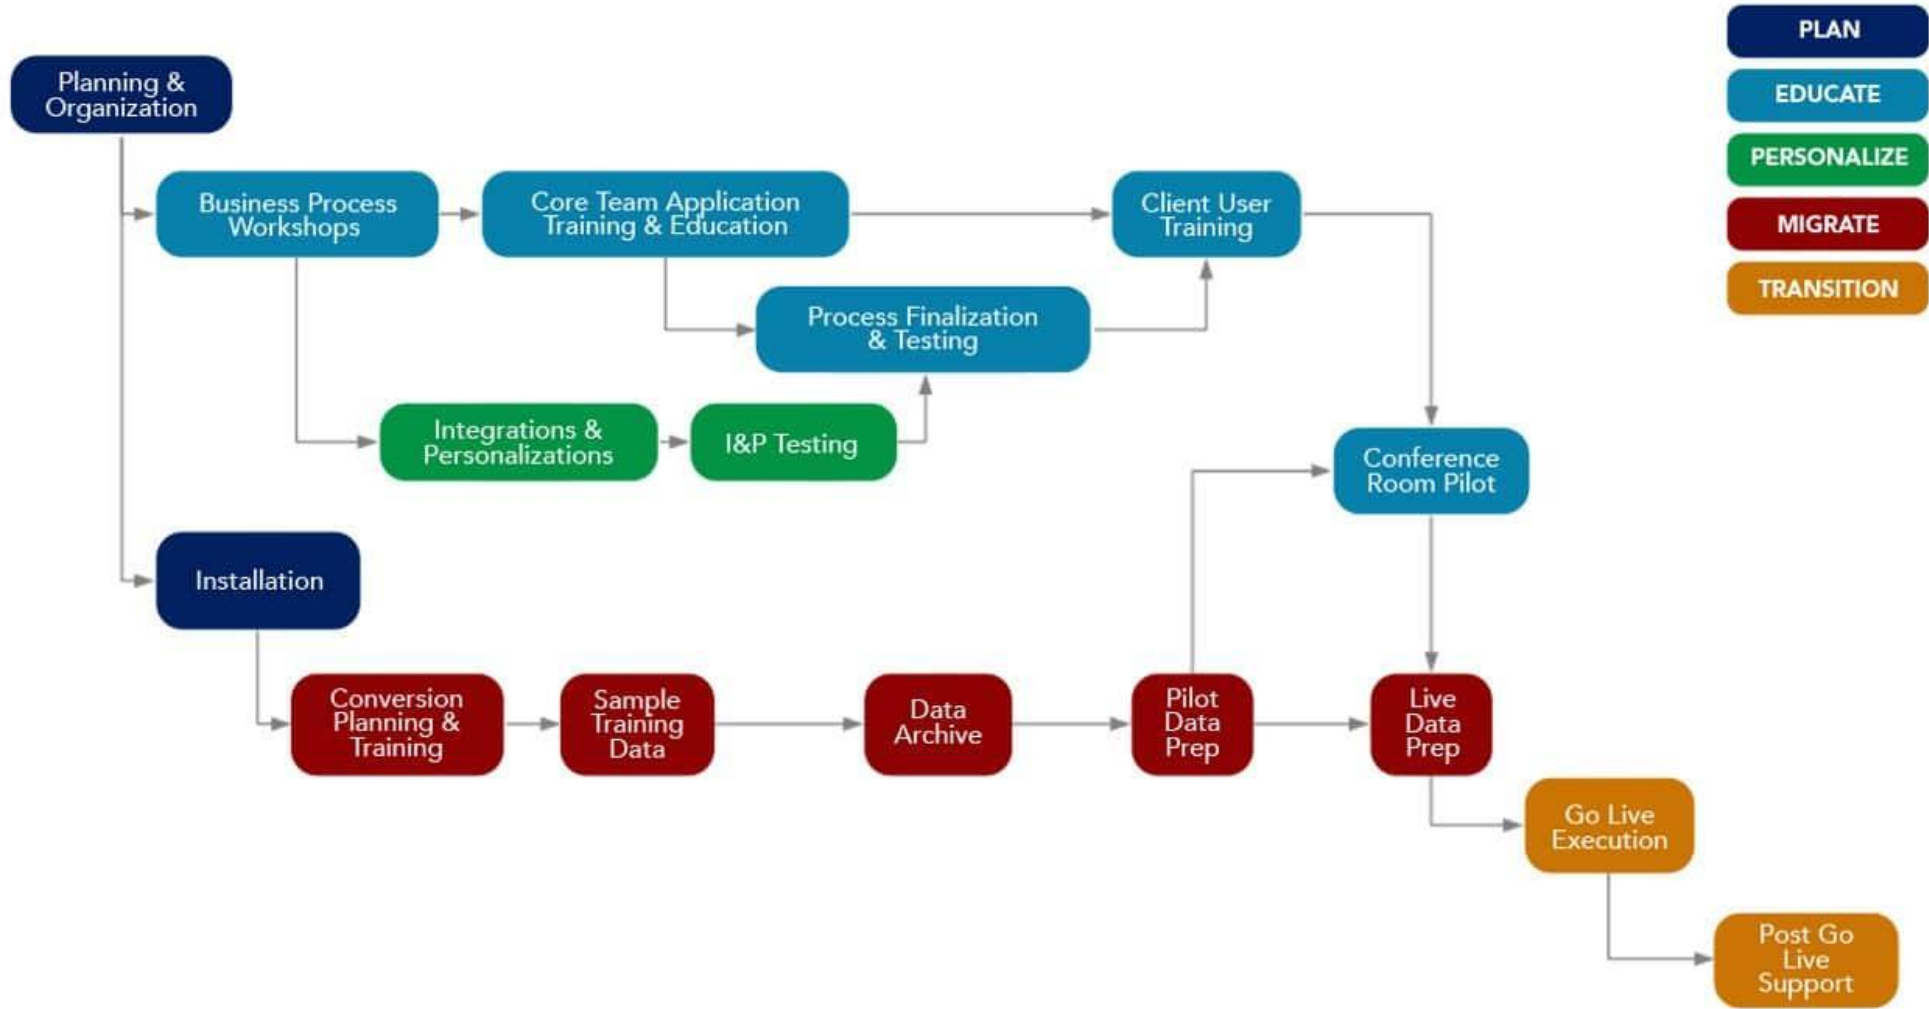 PLAN
EDUCATE
PERSONALIZE
MIGRATE
TRANSITION
Planning &
Organization
Business Process
Workshops
Core Team Application
Training & Education
Client User
Training
Process Finalization
& Testing
Integrations &
Personalizations
I&P Testing
Conference
Room Pilot
Installation
Conversion
Planning &
Training
Sample
Training
Data
Data
Archive
Pilot
Data
Prep
Live
Data
Prep
Go Live
Execution
Post Go
Live
Support